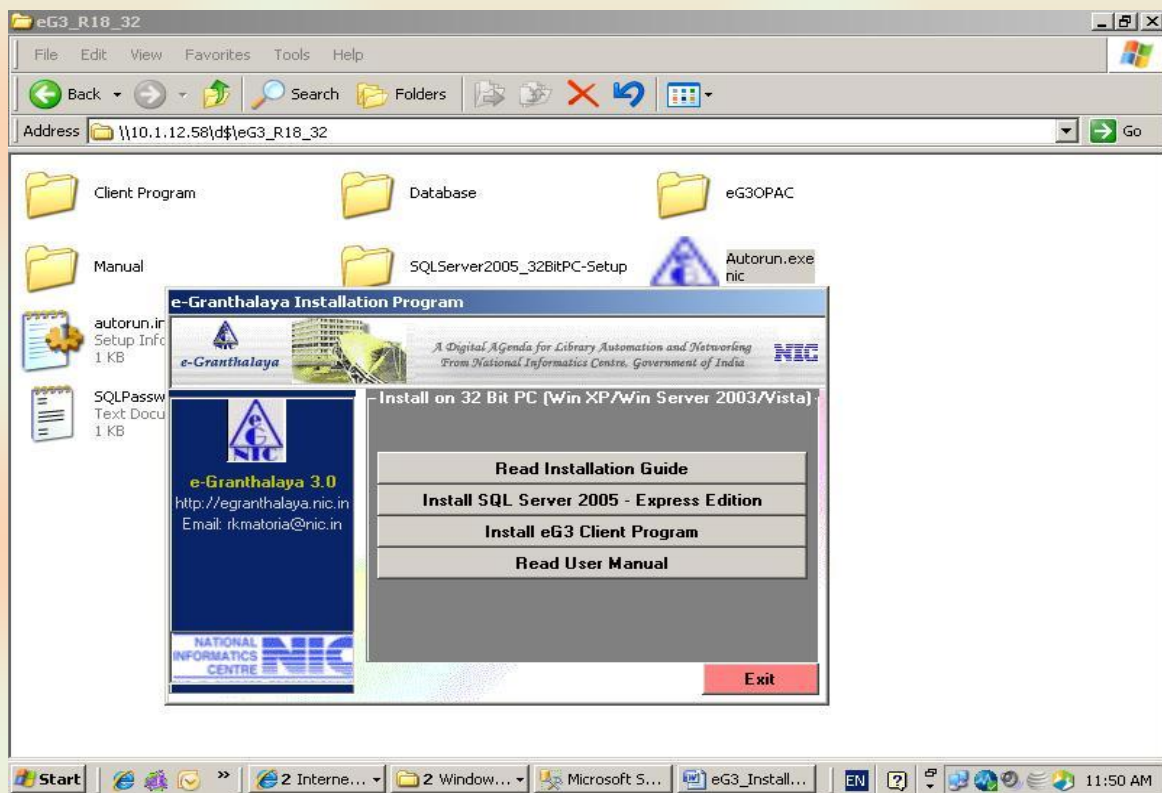 eG3_R18_32
File Edit View Favorites Tools Help
Back Search Folders
Address \\10.1.12.58\d$\eG3_R18_32 Go
Client Program
Database
eG3OPAC
Manual
SQLServer2005_32BitPC-Setup
Autorun.exe
nic
autorun.in
Setup Info
1 KB
SQLPassw
Text Docu
1 KB
e-Granthalaya Installation Program
e-Granthalaya
A Digital AGenda for Library Automation and Networking
From National Informatics Centre, Government of India
NIC
eG
NIC
e-Granthalaya 3.0
http://egranthalaya.nic.in
Email: rkmatoria@nic.in
NATIONAL
INFORMATICS
CENTRE
NIC
Install on 32 Bit PC (Win XP/Win Server 2003/Vista)
Read Installation Guide
Install SQL Server 2005 - Express Edition
Install eG3 Client Program
Read User Manual
Exit
Start » 2 Interne... 2 Window... Microsoft S... eG3_Install... EN 11:50 AM